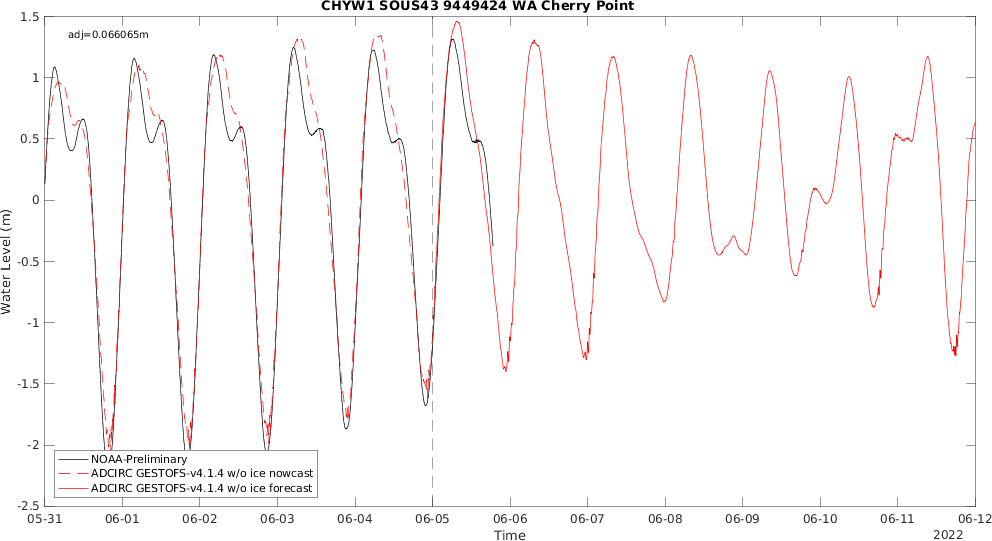 CHYW1 SOUS43 9449424 WA Cherry Point
adj=0.066065m
1.5
1
0.5
0
-0.5
-1
-1.5
-2
-2.5
Water Level (m)
NOAA-Preliminary
ADCIRC GESTOFS-v4.1.4 w/o ice nowcast
ADCIRC GESTOFS-v4.1.4 w/o ice forecast
05-31 06-01 06-02 06-03 06-04 06-05 06-06 06-07 06-08 06-09 06-10 06-11 06-12
Time
2022